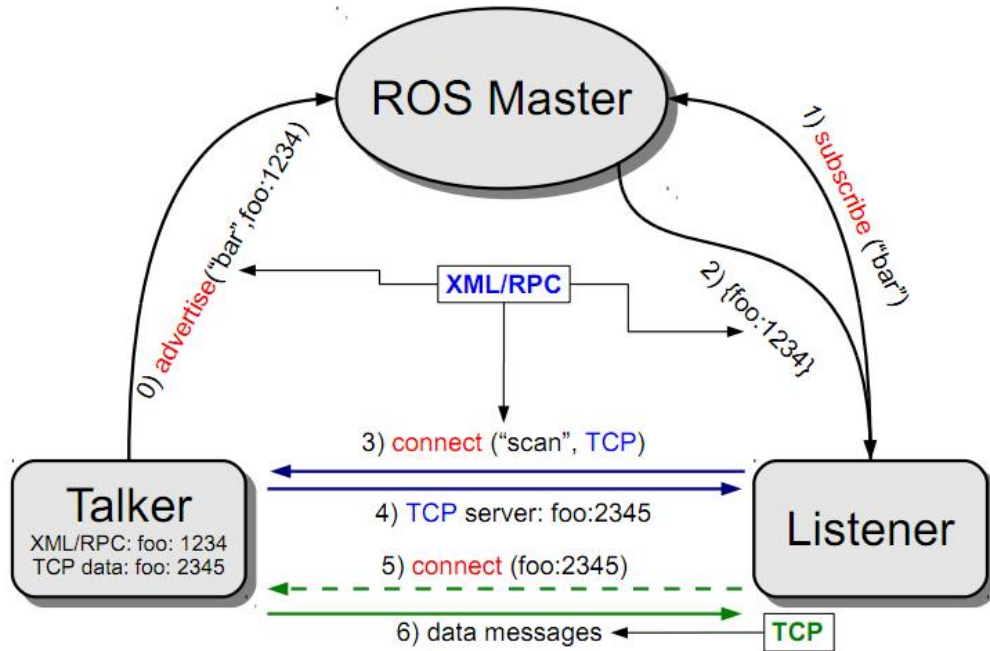 ROS Master
0) advertise("bar",foo:1234)
1) subscribe ("bar")
XML/RPC
2) {foo:1234}
3) connect ("scan", TCP)
Talker
XML/RPC: foo: 1234
TCP data: foo: 2345
4) TCP server: foo:2345
Listener
5) connect (foo:2345)
6) data messages
TCP